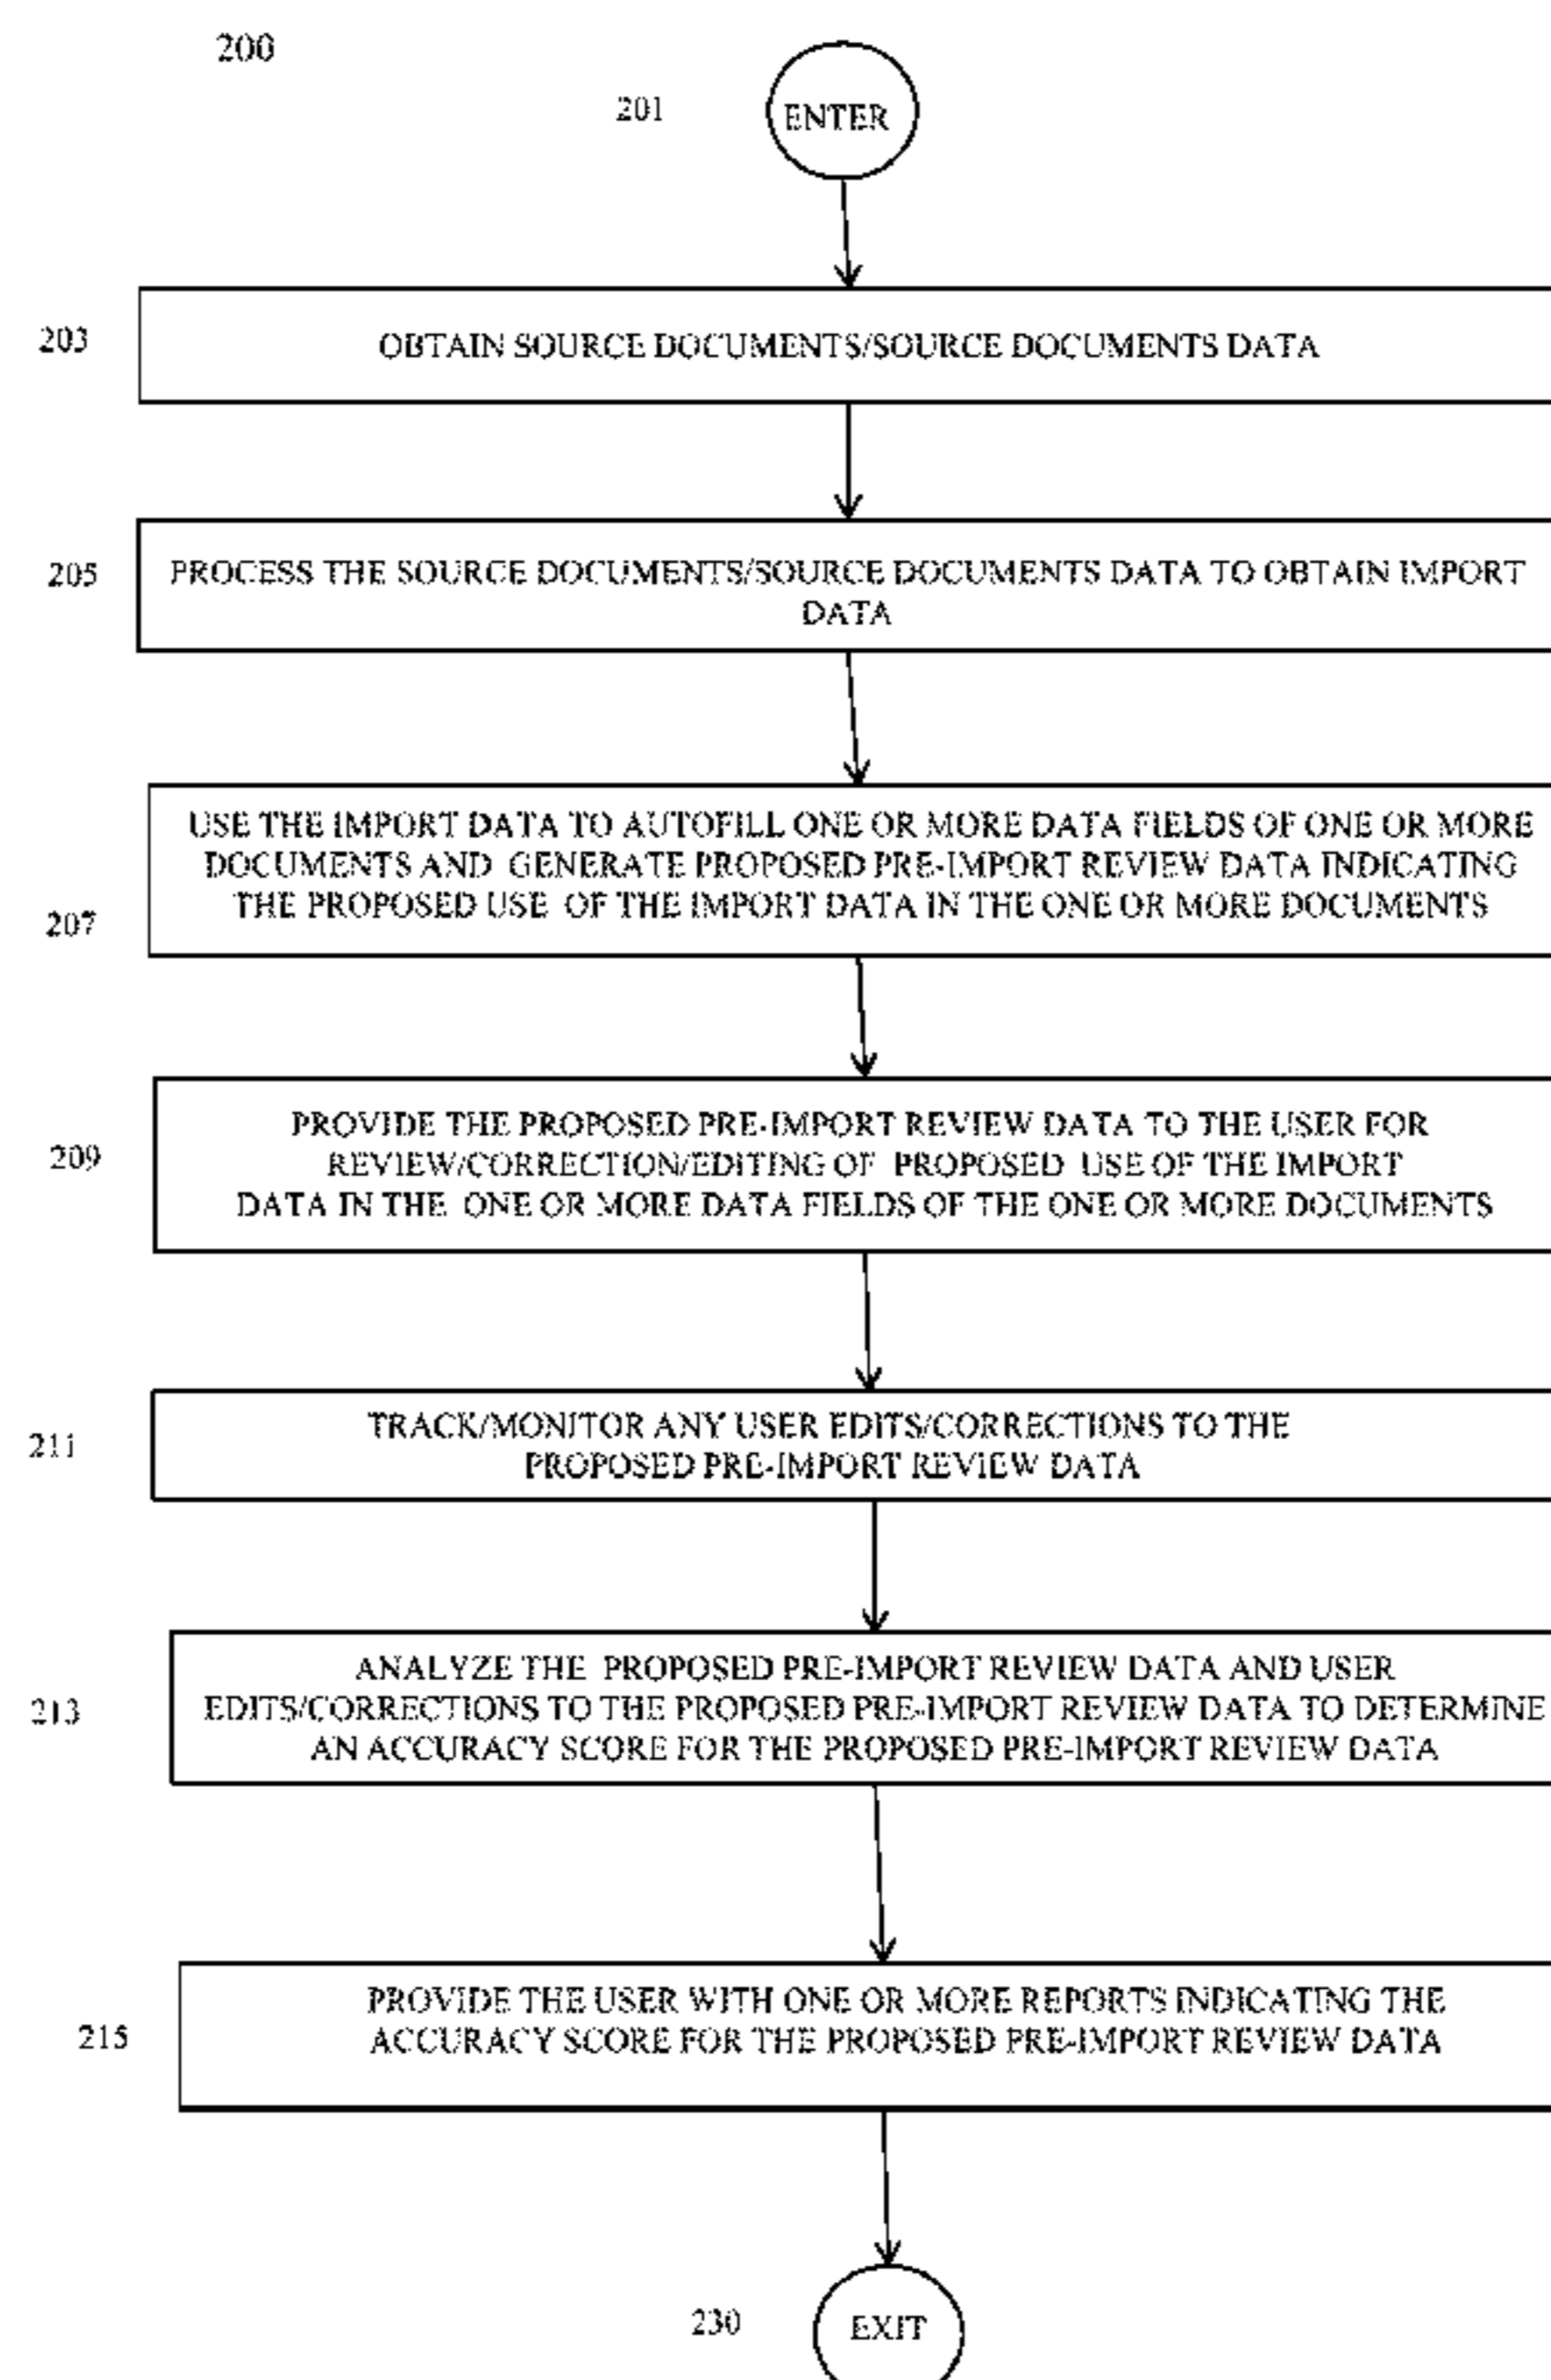 200
201
ENTER
203
OBTAIN SOURCE DOCUMENTS/SOURCE DOCUMENTS DATA
205
PROCESS THE SOURCE DOCUMENTS/SOURCE DOCUMENTS DATA TO OBTAIN IMPORT
DATA
207
USE THE IMPORT DATA TO AUTOFILL ONE OR MORE DATA FIELDS OF ONE OR MORE
DOCUMENTS AND GENERATE PROPOSED PRE-IMPORT REVIEW DATA INDICATING
THE PROPOSED USE OF THE IMPORT DATA IN THE ONE OR MORE DOCUMENTS
209
PROVIDE THE PROPOSED PRE-IMPORT REVIEW DATA TO THE USER FOR
REVIEW/CORRECTION/EDITING OF PROPOSED USE OF THE IMPORT
DATA IN THE ONE OR MORE DATA FIELDS OF THE ONE OR MORE DOCUMENTS
211
TRACK/MONITOR ANY USER EDITS/CORRECTIONS TO THE
PROPOSED PRE-IMPORT REVIEW DATA
213
ANALYZE THE PROPOSED PRE-IMPORT REVIEW DATA AND USER
EDITS/CORRECTIONS TO THE PROPOSED PRE-IMPORT REVIEW DATA TO DETERMINE
AN ACCURACY SCORE FOR THE PROPOSED PRE-IMPORT REVIEW DATA
215
PROVIDE THE USER WITH ONE OR MORE REPORTS INDICATING THE
ACCURACY SCORE FOR THE PROPOSED PRE-IMPORT REVIEW DATA
230
EXIT